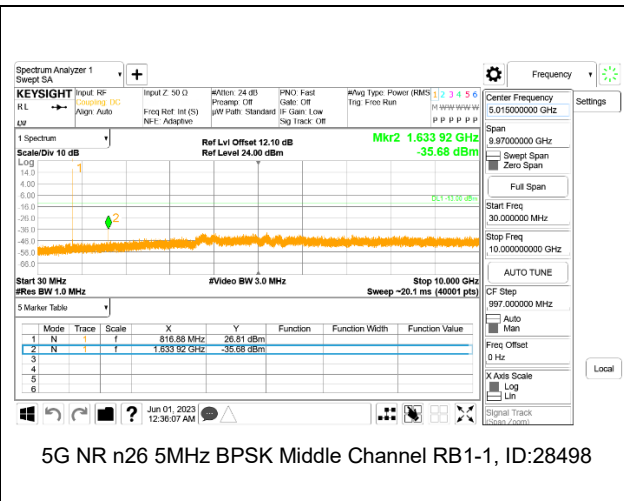 Spectrum Analyzer 1
Swept SA
+
Frequency
KEYSIGHT Input: RF Input Z: 50 Ω #Atten: 24 dB PNO: Fast #Avg Type: Power (RMS 1 2 3 4 5 6
RL Coupling: DC Preamp: Off Gate: Off Trig: Free Run M W W W W W
Align: Auto Freq Ref: Int (S) µW Path: Standard IF Gain: Low
NFE: Adaptive Sig Track: Off P P P P P P
1 Spectrum
Scale/Div 10 dB
Ref Lvl Offset 12.10 dB
Ref Level 24.00 dBm
Mkr2 1.633 92 GHz
-35.68 dBm
Log
14.0
4.00
-6.00
-16.0
-26.0
-36.0
-46.0
-56.0
-66.0
1
2
DL1 -13.00 dBm
Start 30 MHz #Video BW 3.0 MHz Stop 10.000 GHz
#Res BW 1.0 MHz Sweep ~20.1 ms (40001 pts)
5 Marker Table
Mode Trace Scale X Y Function Function Width Function Value
1 N 1 f 816.88 MHz 26.81 dBm
2 N 1 f 1.633 92 GHz -35.68 dBm
3
4
5
6
Center Frequency
5.015000000 GHz
Settings
Span
9.97000000 GHz
Swept Span
Zero Span
Full Span
Start Freq
30.000000 MHz
Stop Freq
10.000000000 GHz
AUTO TUNE
CF Step
997.000000 MHz
Auto
Man
Freq Offset
0 Hz
X Axis Scale
Log
Lin
Signal Track
(Span Zoom)
Local
? Jun 01, 2023
12:36:07 AM
5G NR n26 5MHz BPSK Middle Channel RB1-1, ID:28498